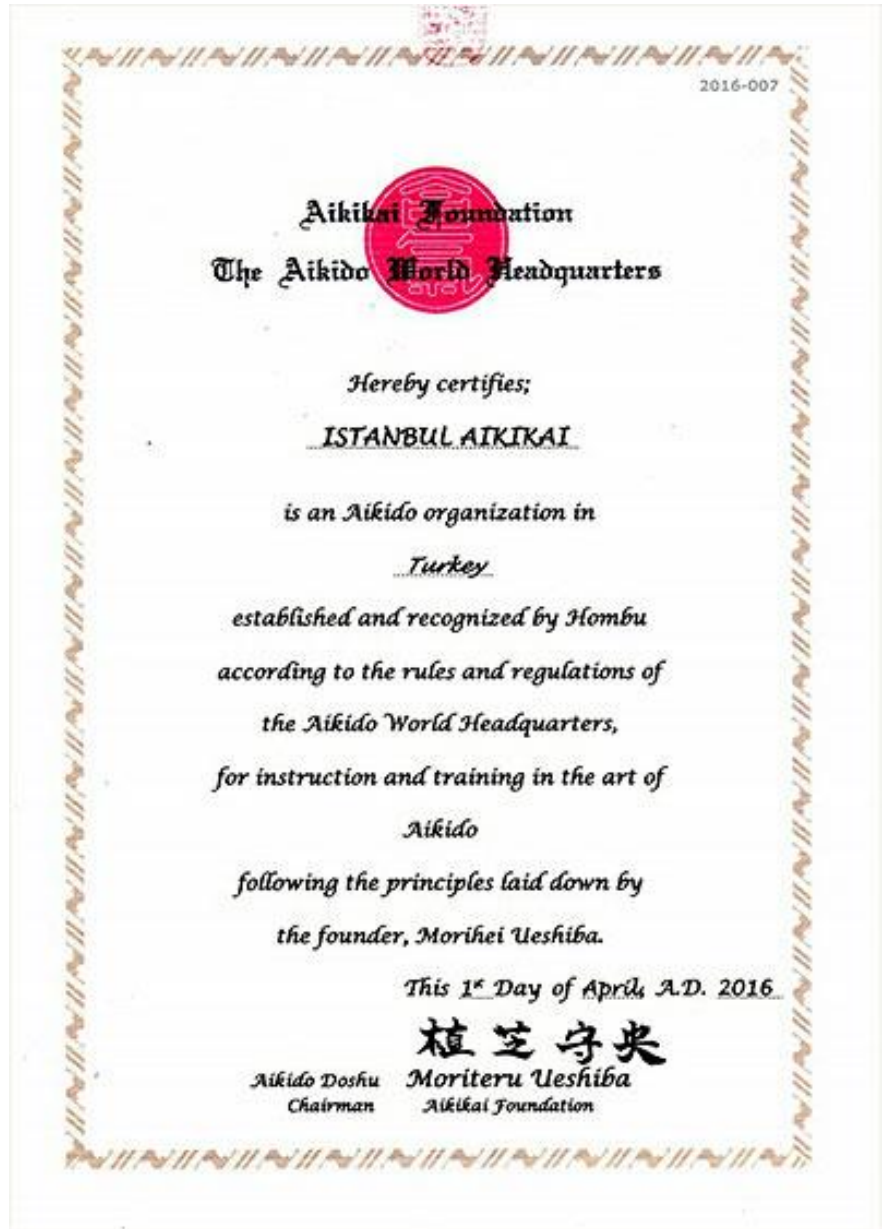 2016-007
Aikikai Foundation
The Aikido World Headquarters
Hereby certifies;
ISTANBUL AIKIKAI
is an Aikido organization in
Turkey
established and recognized by Hombu
according to the rules and regulations of
the Aikido World Headquarters,
for instruction and training in the art of
Aikido
following the principles laid down by
the founder, Morihei Ueshiba.
This 1st Day of April, A.D. 2016
植芝守央
Aikido Doshu Moriteru Ueshiba
Chairman Aikikai Foundation